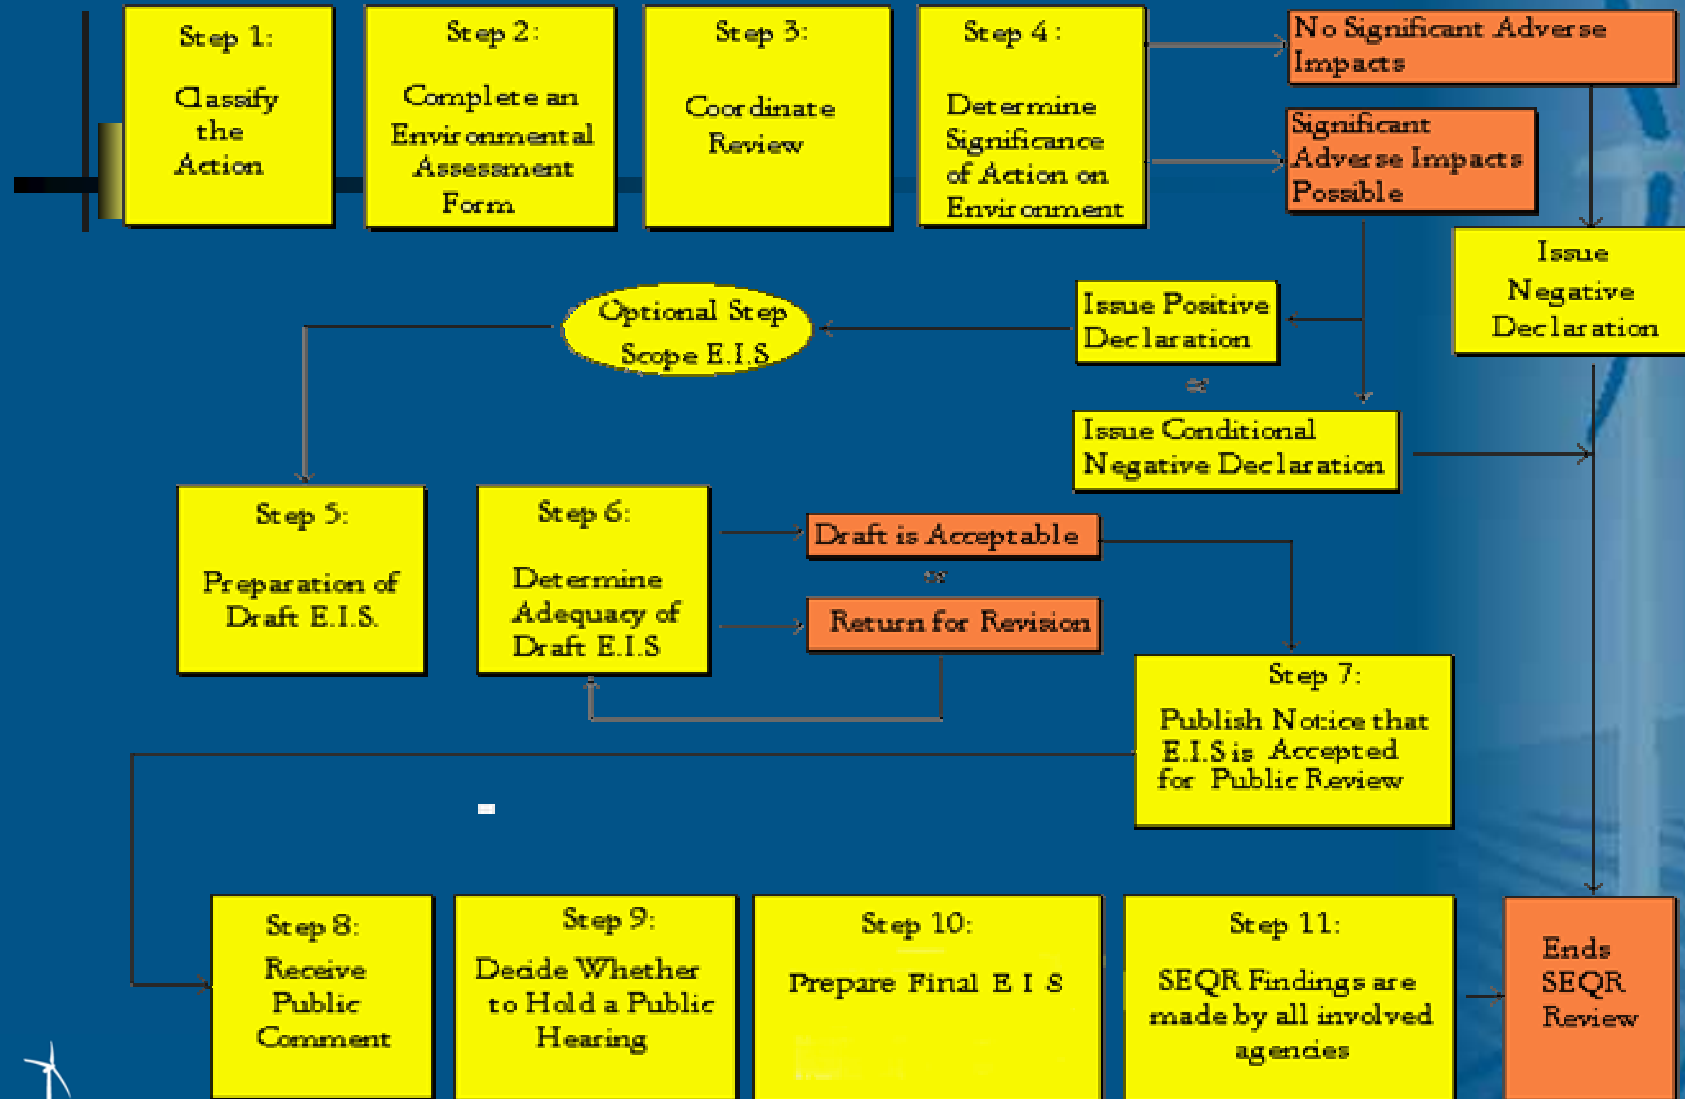 Step 1:
Classify
the
Action
Step 2:
Complete an
Environmental
Assessment
Form
Step 3:
Coordinate
Review
Step 4 :
Determine
Significance
of Action on
Environment
No Significant Adverse
Impacts
Significant
Adverse Impacts
Possible
Issue
Negative
Declaration
Issue Positive
Declaration
or
Issue Conditional
Negative Declaration
Optional Step
Scope E.I.S
Step 5:
Preparation of
Draft E.I.S.
Step 6:
Determine
Adequacy of
Draft E.I.S
Draft is Acceptable
or
Return for Revision
Step 7:
Publish Notice that
E.I.S is Accepted
for Public Review
Step 8:
Receive
Public
Comment
Step 9:
Decide Whether
to Hold a Public
Hearing
Step 10:
Prepare Final E I S
Step 11:
SEQR Findings are
made by all involved
agencies
Ends
SEQR
Review